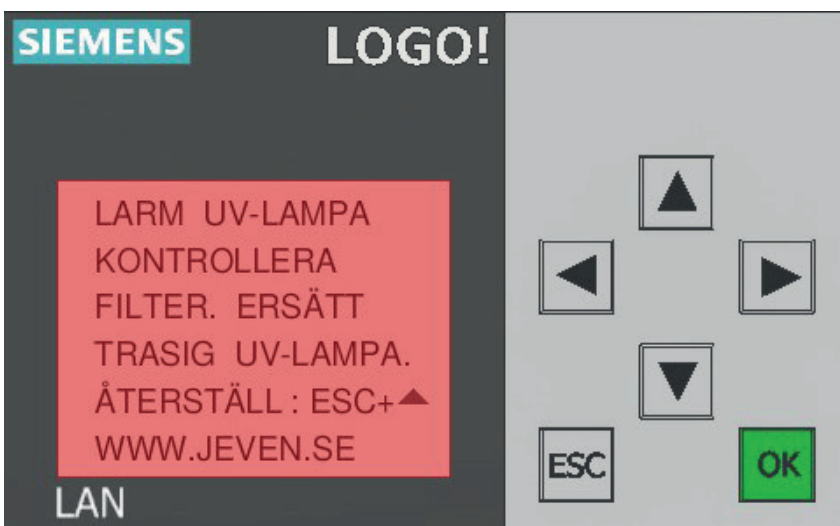 SIEMENS
LOGO!
LARM UV-LAMPA
KONTROLLERA
FILTER. ERSÄTT
TRASIG UV-LAMPA.
ÅTERSTÄLL : ESC+▲
WWW.JEVEN.SE
LAN
ESC
OK